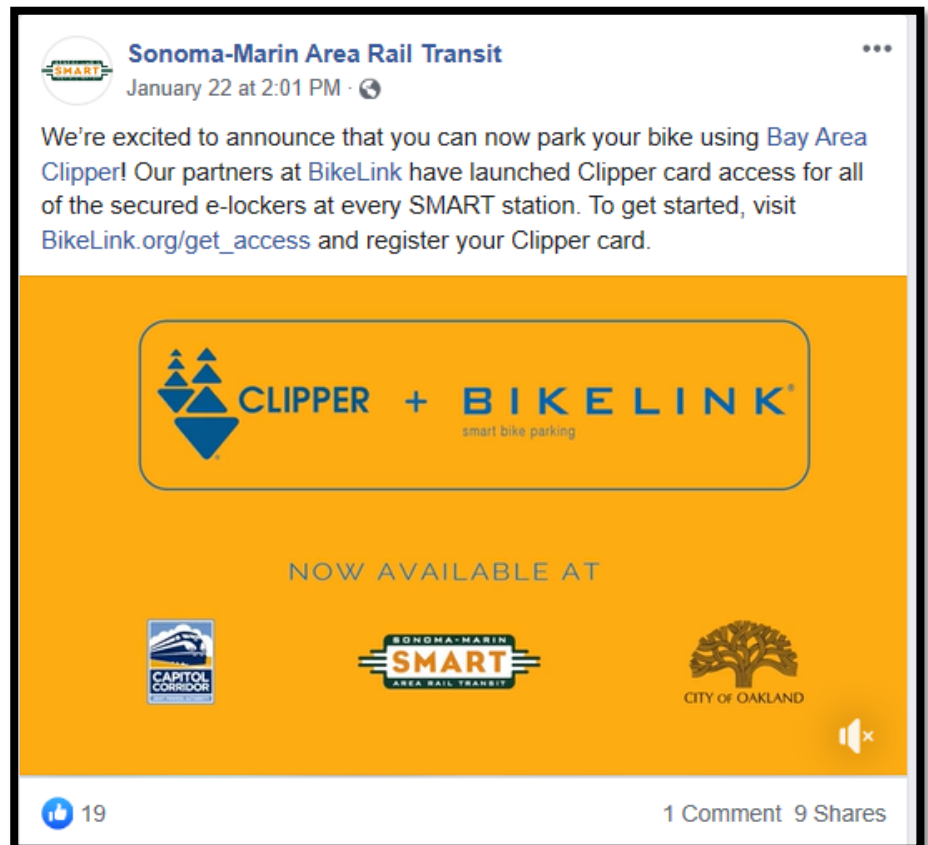 SMART
Sonoma-Marin Area Rail Transit
January 22 at 2:01 PM ·
We're excited to announce that you can now park your bike using Bay Area
Clipper! Our partners at BikeLink have launched Clipper card access for all
of the secured e-lockers at every SMART station. To get started, visit
BikeLink.org/get_access and register your Clipper card.
CLIPPER + BIKELINK®
smart bike parking
NOW AVAILABLE AT
CAPITOL
CORRIDOR
SONOMA-MARIN
SMART
AREA RAIL TRANSIT
CITY OF OAKLAND
19
1 Comment 9 Shares